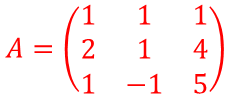 A = (1 1 1
2 1 4
1 −1 5)